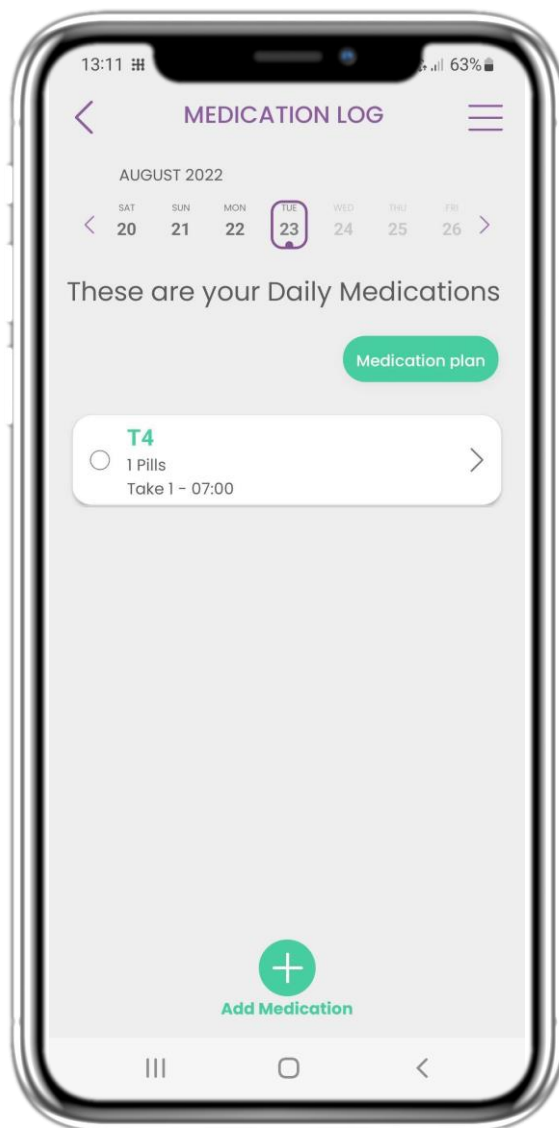 13:11 63%
MEDICATION LOG
AUGUST 2022
SAT SUN MON TUE WED THU FRI
20 21 22 23 24 25 26
These are your Daily Medications
Medication plan
T4
1 Pills
Take 1 - 07:00
Add Medication